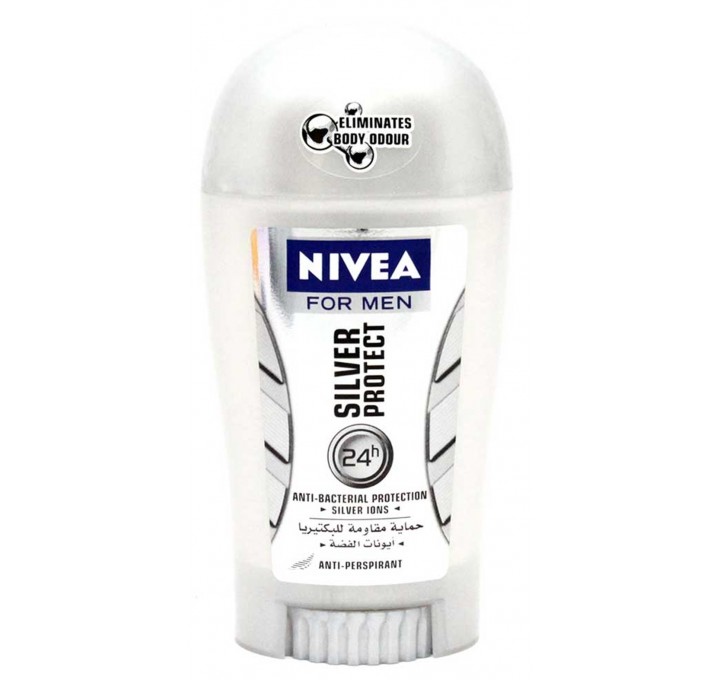 ELIMINATES
BODY ODOUR
NIVEA
FOR MEN
SILVER
PROTECT
24h
ANTI-BACTERIAL PROTECTION
► SILVER IONS ◄
حماية مقاومة للبكتيريا
► أيونات الفضة ◄
ANTI-PERSPIRANT